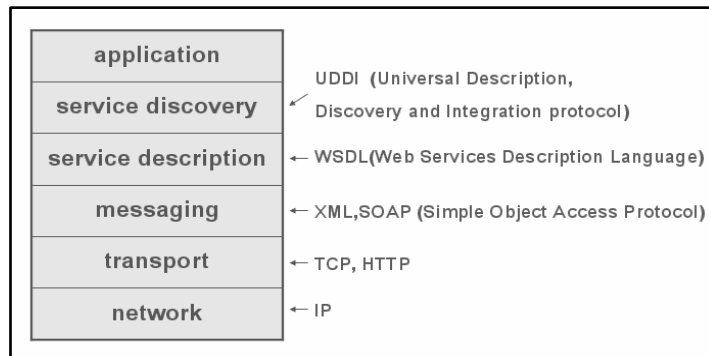 application
service discovery
UDDI (Universal Description,
Discovery and Integration protocol)
service description
WSDL(Web Services Description Language)
messaging
XML,SOAP (Simple Object Access Protocol)
transport
TCP, HTTP
network
IP